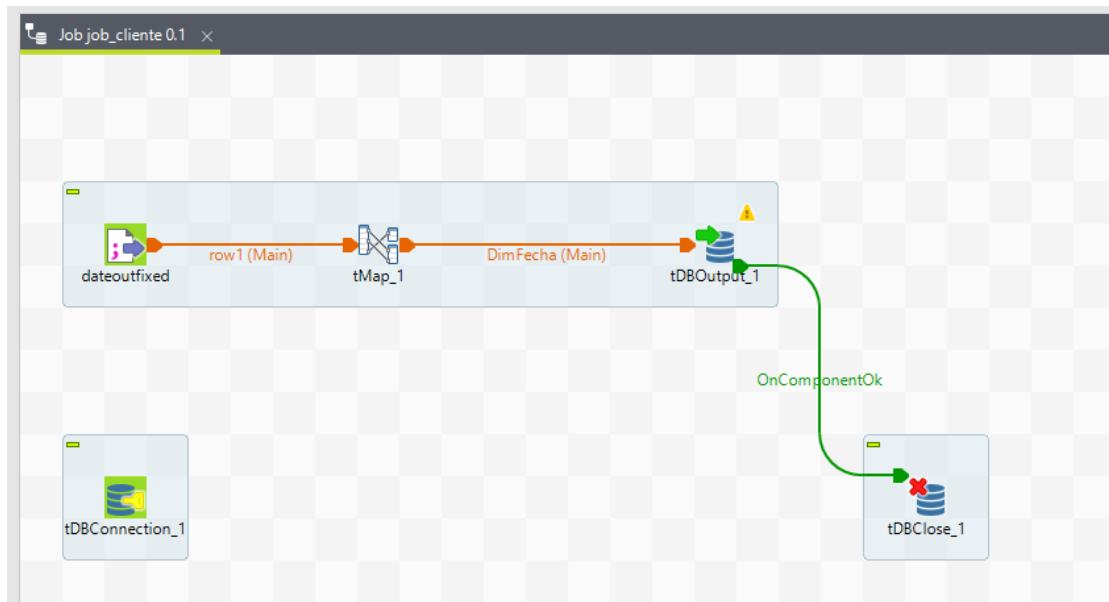 Job job_cliente 0.1
row1 (Main)
DimFecha (Main)
dateoutfixed
tMap_1
tDBOutput_1
OnComponentOk
tDBConnection_1
tDBClose_1